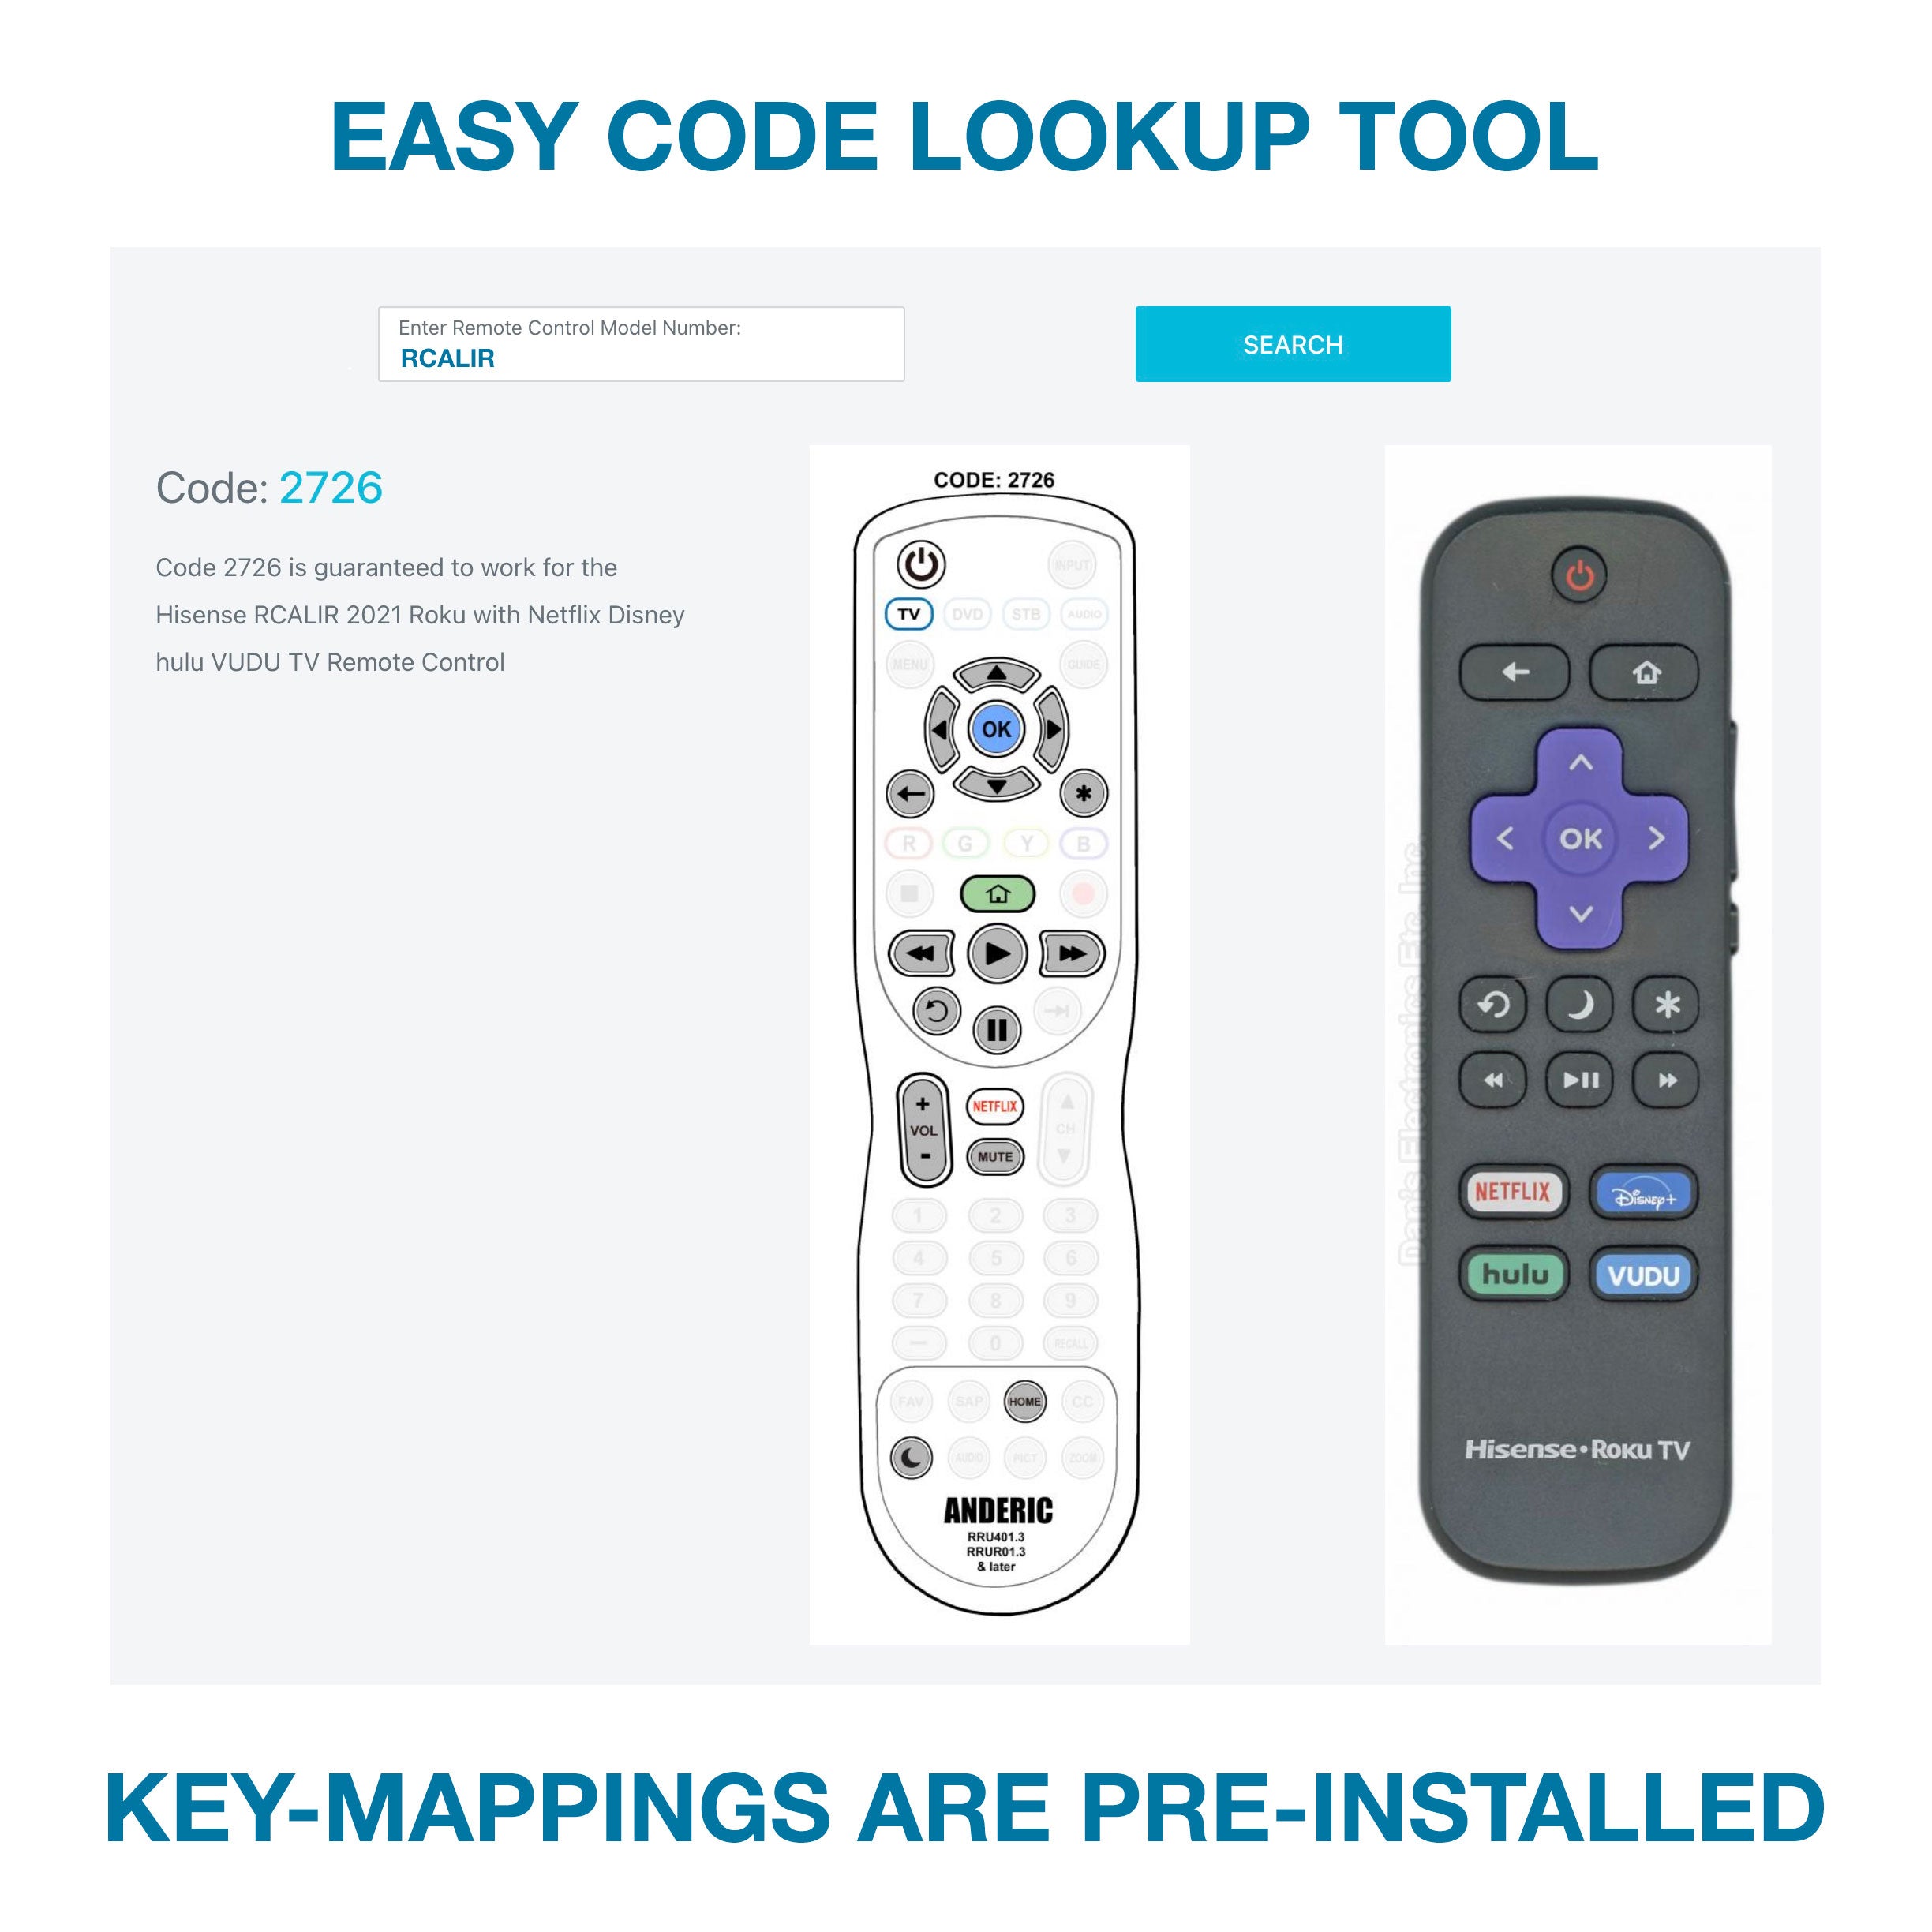 EASY CODE LOOKUP TOOL
Enter Remote Control Model Number:
RCALIR
SEARCH
Code: 2726
Code 2726 is guaranteed to work for the
Hisense RCALIR 2021 Roku with Netflix Disney
hulu VUDU TV Remote Control
CODE: 2726
INPUT
TV DVD STB AUDIO
MENU GUIDE
OK
R G Y B
+
VOL
-
NETFLIX
MUTE
CH
1 2 3
4 5 6
7 8 9
— 0 RECALL
FAV SAP HOME CC
AUDIO PICT ZOOM
ANDERIC
RRU401.3
RRUR01.3
& later
OK
NETFLIX Disney+
hulu VUDU
Hisense•Roku TV
Dan's Electronics Etc. Inc.
KEY-MAPPINGS ARE PRE-INSTALLED